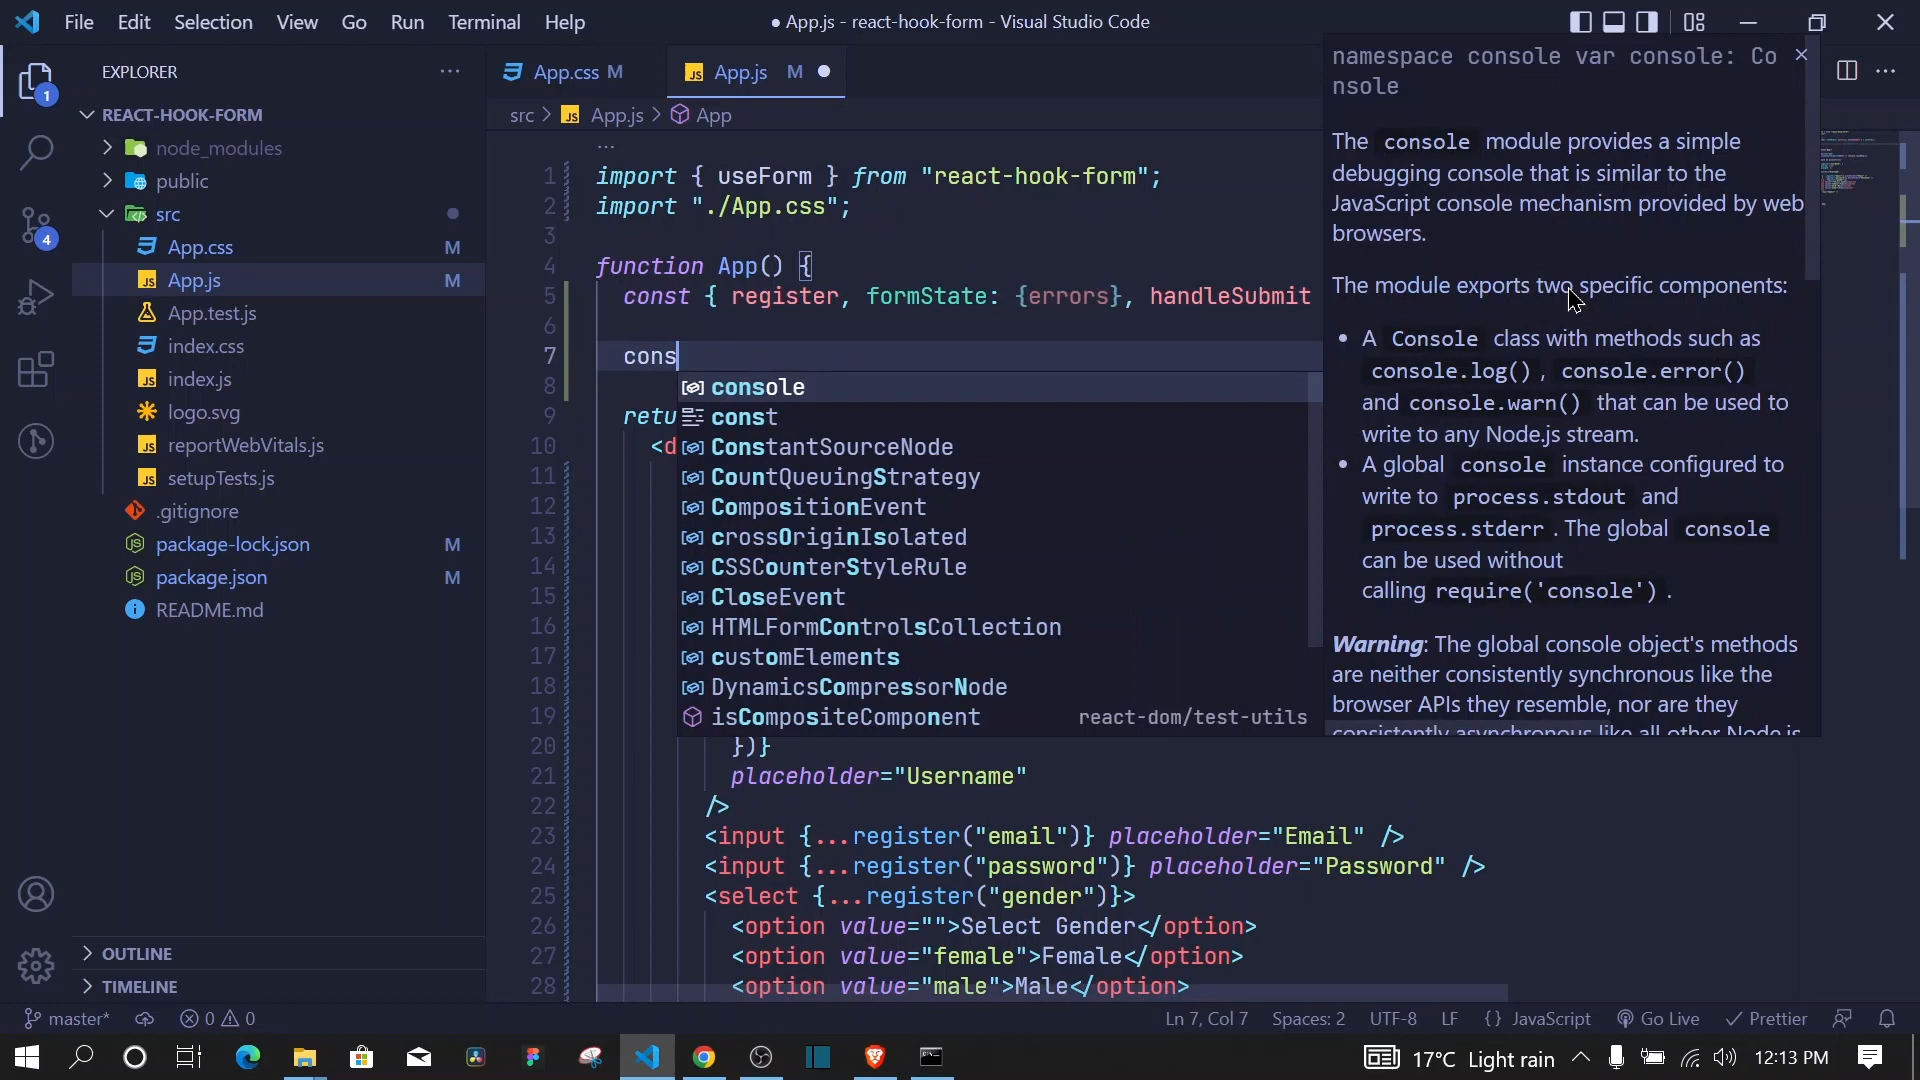 File Edit Selection View Go Run Terminal Help
● App.js - react-hook-form - Visual Studio Code
EXPLORER
1
4
REACT-HOOK-FORM
node_modules
public
src
App.css M
App.js M
App.test.js
index.css
index.js
logo.svg
reportWebVitals.js
setupTests.js
.gitignore
package-lock.json M
package.json M
README.md
OUTLINE
TIMELINE
App.css M
App.js M
src > App.js > App
1 import { useForm } from "react-hook-form";
2 import "./App.css";
3
4 function App() {
5 const { register, formState: {errors}, handleSubmit
6
7 cons
8
9 retu
10 <d
11
12
13
14
15
16
17
18
19
20 })}
21 placeholder="Username"
22 />
23 <input {...register("email")} placeholder="Email" />
24 <input {...register("password")} placeholder="Password" />
25 <select {...register("gender")}>
26 <option value="">Select Gender</option>
27 <option value="female">Female</option>
28 <option value="male">Male</option>
console
const
ConstantSourceNode
CountQueuingStrategy
CompositionEvent
crossOriginIsolated
CSSCounterStyleRule
CloseEvent
HTMLFormControlsCollection
customElements
DynamicsCompressorNode
isCompositeComponent react-dom/test-utils
namespace console var console: Co
nsole
The console module provides a simple
debugging console that is similar to the
JavaScript console mechanism provided by web
browsers.
The module exports two specific components:
• A Console class with methods such as
console.log() , console.error()
and console.warn() that can be used to
write to any Node.js stream.
• A global console instance configured to
write to process.stdout and
process.stderr . The global console
can be used without
calling require('console') .
Warning: The global console object's methods
are neither consistently synchronous like the
browser APIs they resemble, nor are they
consistently asynchronous like all other Node.js
master* 0 0
Ln 7, Col 7 Spaces: 2 UTF-8 LF {} JavaScript Go Live Prettier
17°C Light rain 12:13 PM